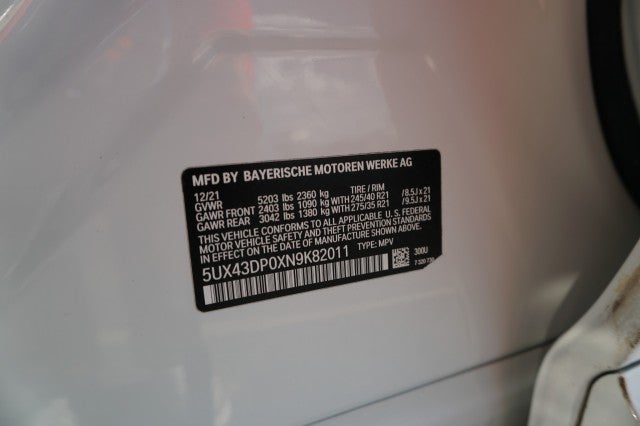 MFD BY BAYERISCHE MOTOREN WERKE AG
12/21 5203 lbs 2360 kg TIRE / RIM
GVWR
GAWR FRONT 2403 lbs 1090 kg WITH 245/40 R21 / 8.5J x 21
GAWR REAR 3042 lbs 1380 kg WITH 275/35 R21 / 9.5J x 21
THIS VEHICLE CONFORMS TO ALL APPLICABLE U.S. FEDERAL
MOTOR VEHICLE SAFETY, BUMPER, AND THEFT PREVENTION STANDARDS
IN EFFECT ON THE DATE OF MANUFACTURE SHOWN ABOVE.
5UX43DP0XN9K82011 TYPE: MPV
300U